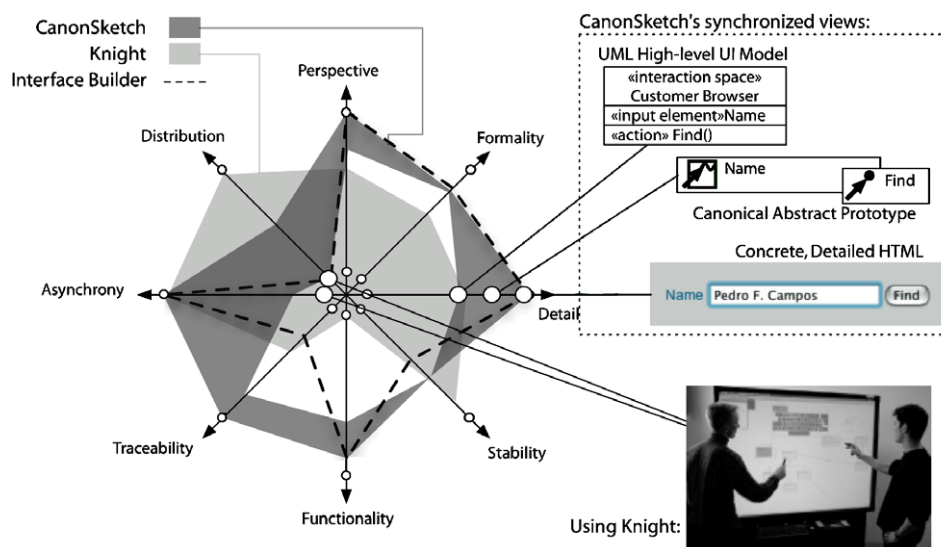 CanonSketch
Knight
Interface Builder
Perspective
Distribution
Formality
Asynchrony
Detail
Traceability
Stability
Functionality
CanonSketch's synchronized views:
UML High-level UI Model
«interaction space»
Customer Browser
«input element»Name
«action» Find()
Name
Find
Canonical Abstract Prototype
Concrete, Detailed HTML
Name Pedro F. Campos Find
Using Knight: